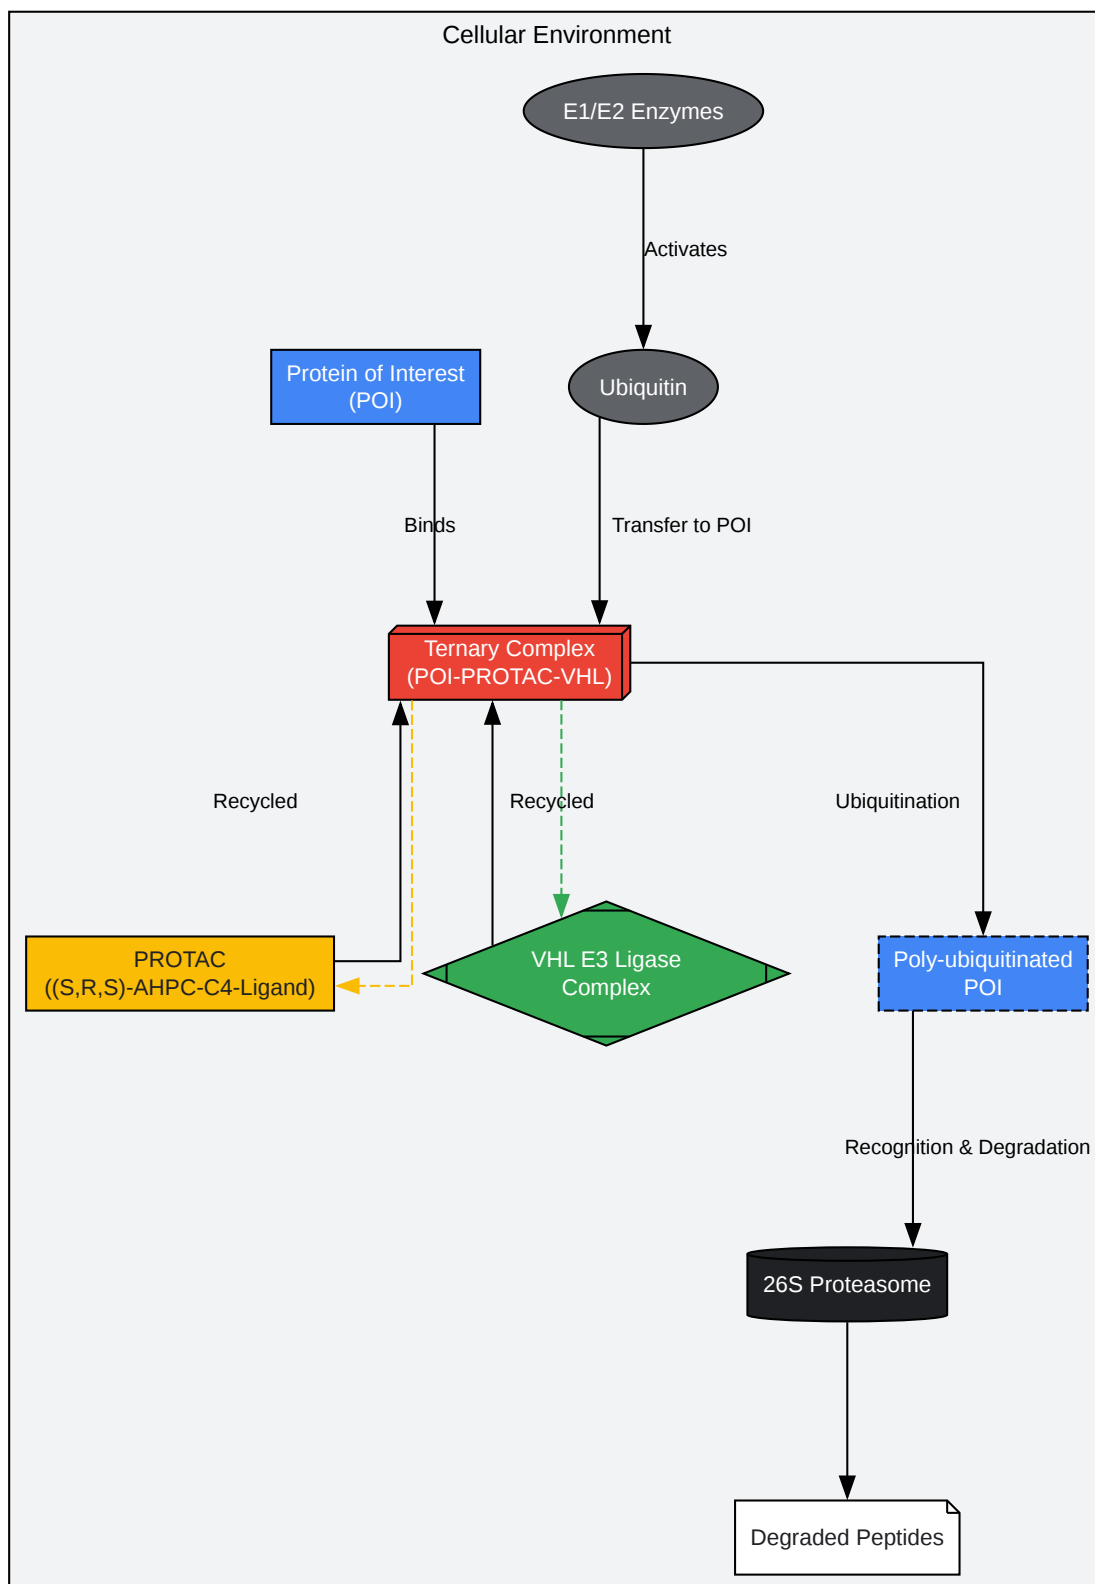 Cellular Environment
E1/E2 Enzymes
Activates
Protein of Interest
(POI)
Ubiquitin
Binds
Transfer to POI
Ternary Complex
(POI-PROTAC-VHL)
Recycled
Recycled
Ubiquitination
PROTAC
((S,R,S)-AHPC-C4-Ligand)
VHL E3 Ligase
Complex
Poly-ubiquitinated
POI
Recognition & Degradation
26S Proteasome
Degraded Peptides